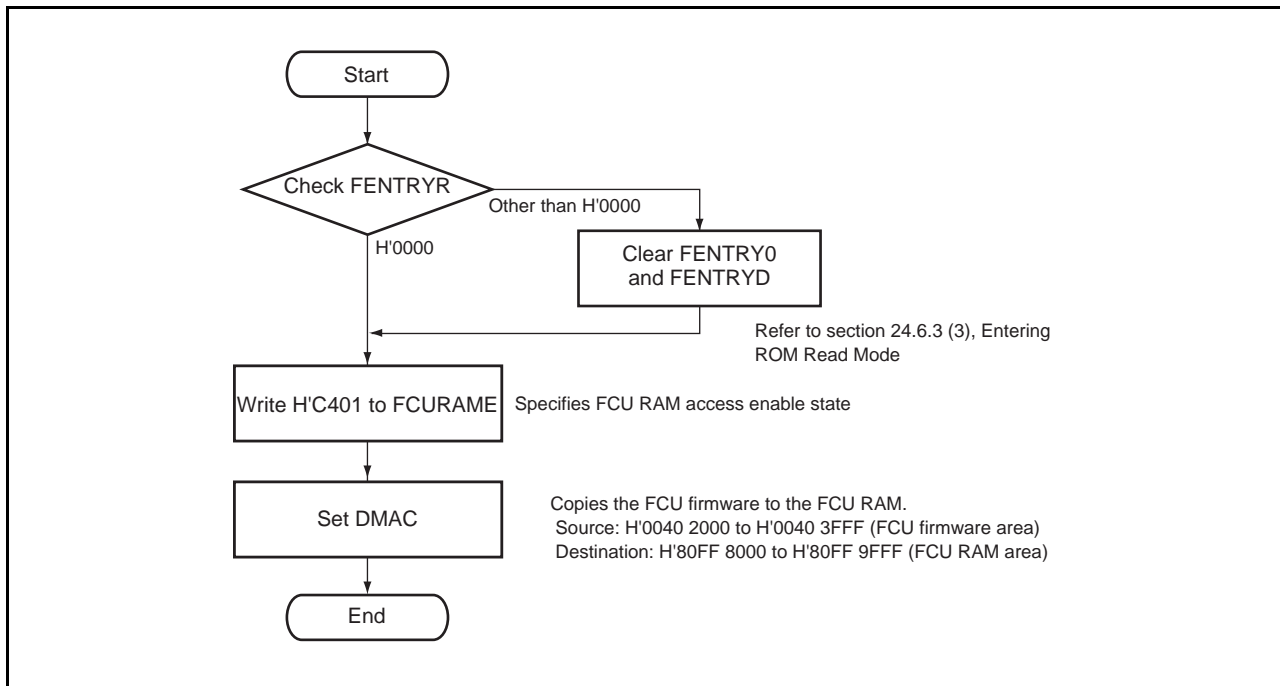 Start
Check FENTRYR
Other than H'0000
H'0000
Clear FENTRY0
and FENTRYD
Refer to section 24.6.3 (3), Entering
ROM Read Mode
Write H'C401 to FCURAME
Specifies FCU RAM access enable state
Set DMAC
Copies the FCU firmware to the FCU RAM.
Source: H'0040 2000 to H'0040 3FFF (FCU firmware area)
Destination: H'80FF 8000 to H'80FF 9FFF (FCU RAM area)
End